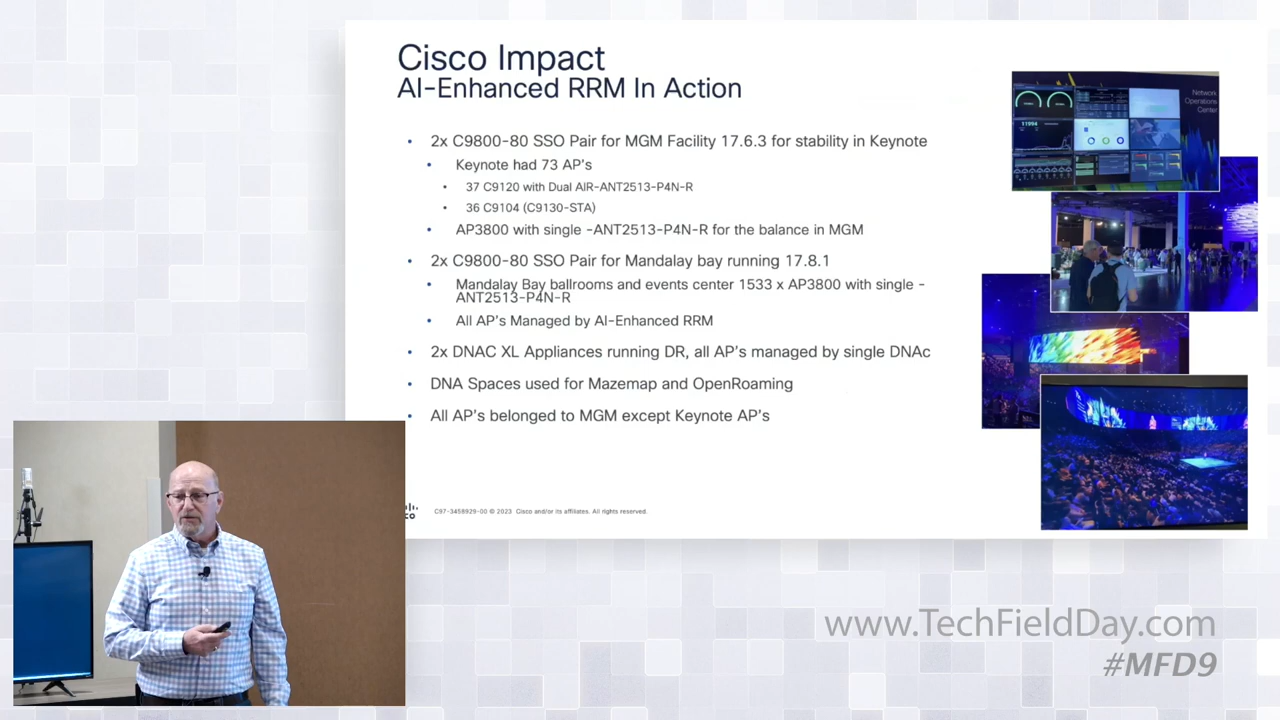 Cisco Impact
AI-Enhanced RRM In Action
• 2x C9800-80 SSO Pair for MGM Facility 17.6.3 for stability in Keynote
• Keynote had 73 AP's
• 37 C9120 with Dual AIR-ANT2513-P4N-R
• 36 C9104 (C9130-STA)
• AP3800 with single -ANT2513-P4N-R for the balance in MGM
• 2x C9800-80 SSO Pair for Mandalay bay running 17.8.1
• Mandalay Bay ballrooms and events center 1533 x AP3800 with single -
ANT2513-P4N-R
• All AP's Managed by AI-Enhanced RRM
• 2x DNAC XL Appliances running DR, all AP's managed by single DNAc
• DNA Spaces used for Mazemap and OpenRoaming
• All AP's belonged to MGM except Keynote AP's
Network
Operations
Center
C97-3458929-00 © 2023 Cisco and/or its affiliates. All rights reserved.
www.TechFieldDay.com
#MFD9